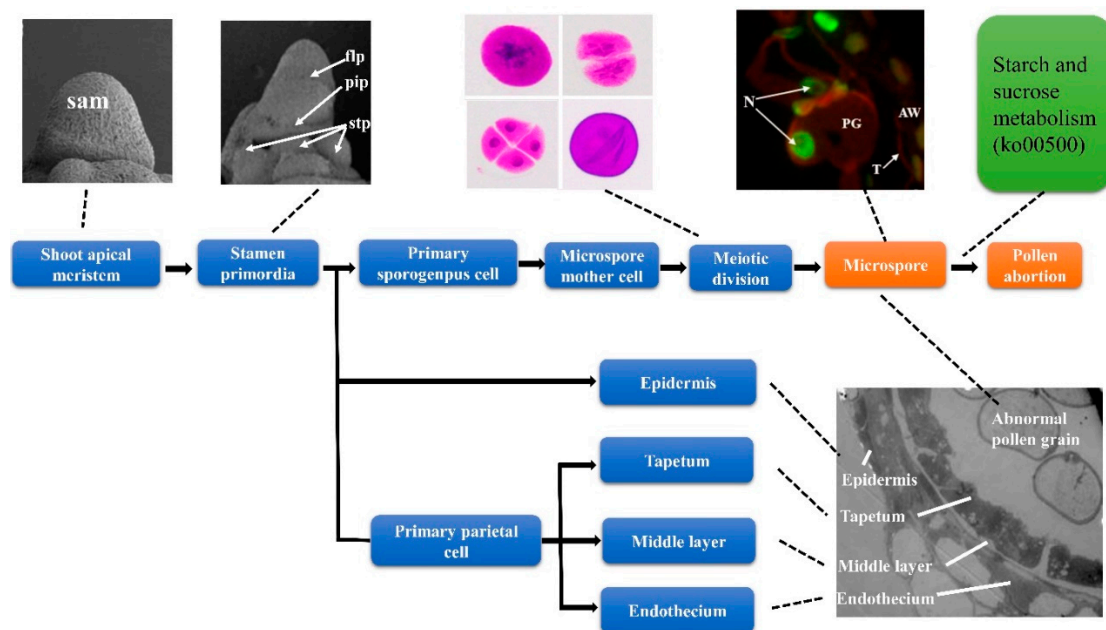 sam
flp
pip
stp
N
PG
AW
T
Starch and
sucrose
metabolism
(ko00500)
Shoot apical
meristem
Stamen
primordia
Primary
sporogenpus cell
Microspore
mother cell
Meiotic
division
Microspore
Pollen
abortion
Epidermis
Tapetum
Primary parietal
cell
Middle layer
Endothecium
Abnormal
pollen grain
Epidermis
Tapetum
Middle layer
Endothecium